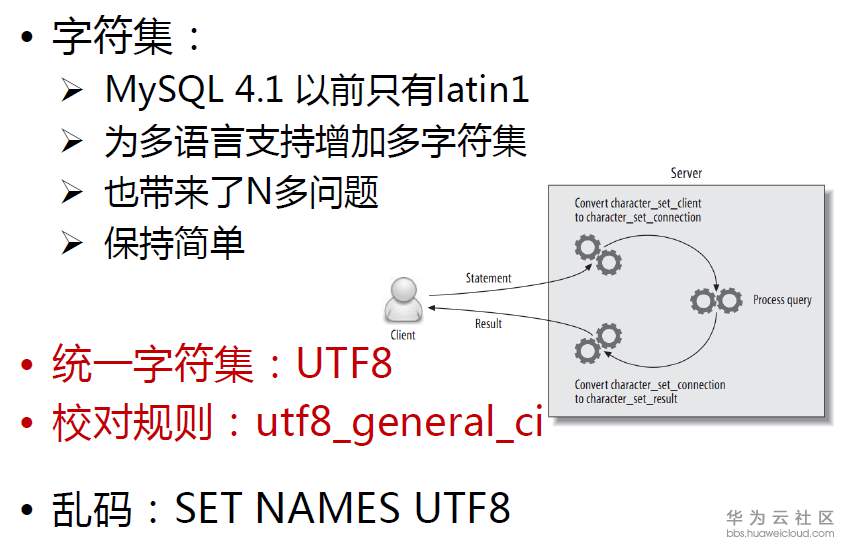 • 字符集：
➢ MySQL 4.1 以前只有latin1
➢ 为多语言支持增加多字符集
➢ 也带来了N多问题
➢ 保持简单
Server
Convert character_set_client
to character_set_connection
Statement
Process query
Result
Client
Convert character_set_connection
to character_set_result
• 统一字符集：UTF8
• 校对规则：utf8_general_ci
• 乱码：SET NAMES UTF8
华为云社区
bbs.huaweicloud.com